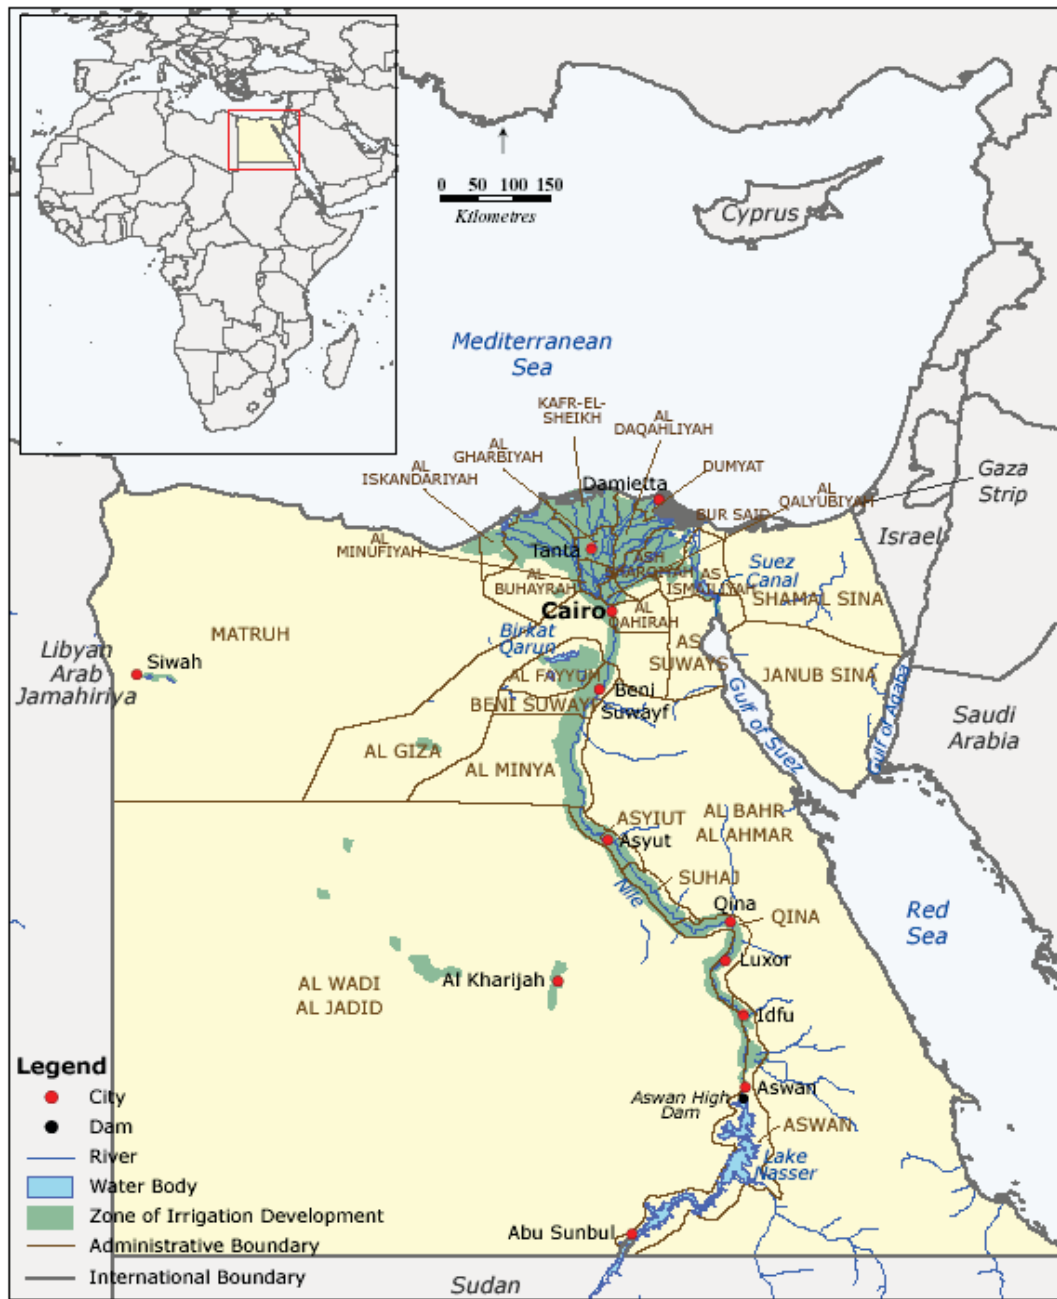 0 50 100 150
Kilometres
Cyprus
Mediterranean
Sea
KAFR-EL-
SHEIKH
AL
DAQAHLIYAH
AL
GHARBIYAH
AL
ISKANDARIYAH
DUMYAT
Damietta
AL
QALYUBIYAH
Gaza
Strip
BUR SAID
Israel
AL
MINUFIYAH
Tanta
ASH
SHARQIYAH
Suez
Canal
AL
BUHAYRAH
AS
ISMAILIYAH
SHAMAL SINA
Cairo
AL
QAHIRAH
MATRUH
Birkat
Qarun
AS
SUWAYS
Libyan
Arab
Jamahiriya
Siwah
AL FAYYUM
JANUB SINA
Beni
Suwayf
BENI SUWAYF
Gulf of Suez
Gulf of Aqaba
Saudi
Arabia
AL GIZA
AL MINYA
AL BAHR
AL AHMAR
ASYIUT
Asyut
SUHAJ
Nile
Qina
QINA
Red
Sea
Luxor
Al Kharijah
AL WADI
AL JADID
Idfu
Aswan
Aswan High
Dam
ASWAN
Lake
Nasser
Abu Sunbul
Sudan
Legend
City
Dam
River
Water Body
Zone of Irrigation Development
Administrative Boundary
International Boundary